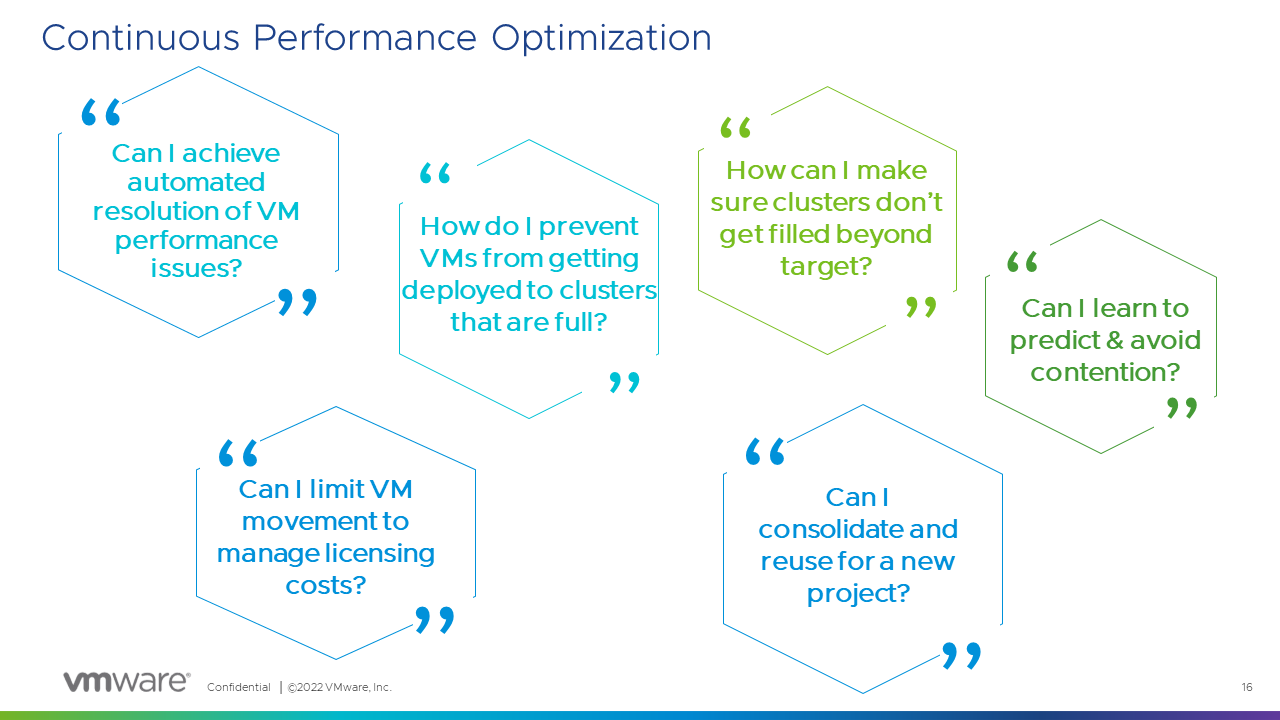 Continuous Performance Optimization
“
Can I achieve
automated
resolution of VM
performance
issues?
”
“
How do I prevent
VMs from getting
deployed to clusters
that are full?
”
“
How can I make
sure clusters don’t
get filled beyond
target?
”
“
Can I learn to
predict & avoid
contention?
”
“
Can I limit VM
movement to
manage licensing
costs?
”
“
Can I
consolidate and
reuse for a new
project?
”
vmware®
Confidential | ©2022 VMware, Inc.
16